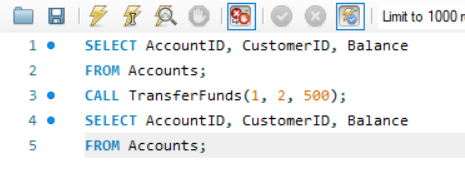 Limit to 1000 r
1 SELECT AccountID, CustomerID, Balance
2 FROM Accounts;
3 CALL TransferFunds(1, 2, 500);
4 SELECT AccountID, CustomerID, Balance
5 FROM Accounts;